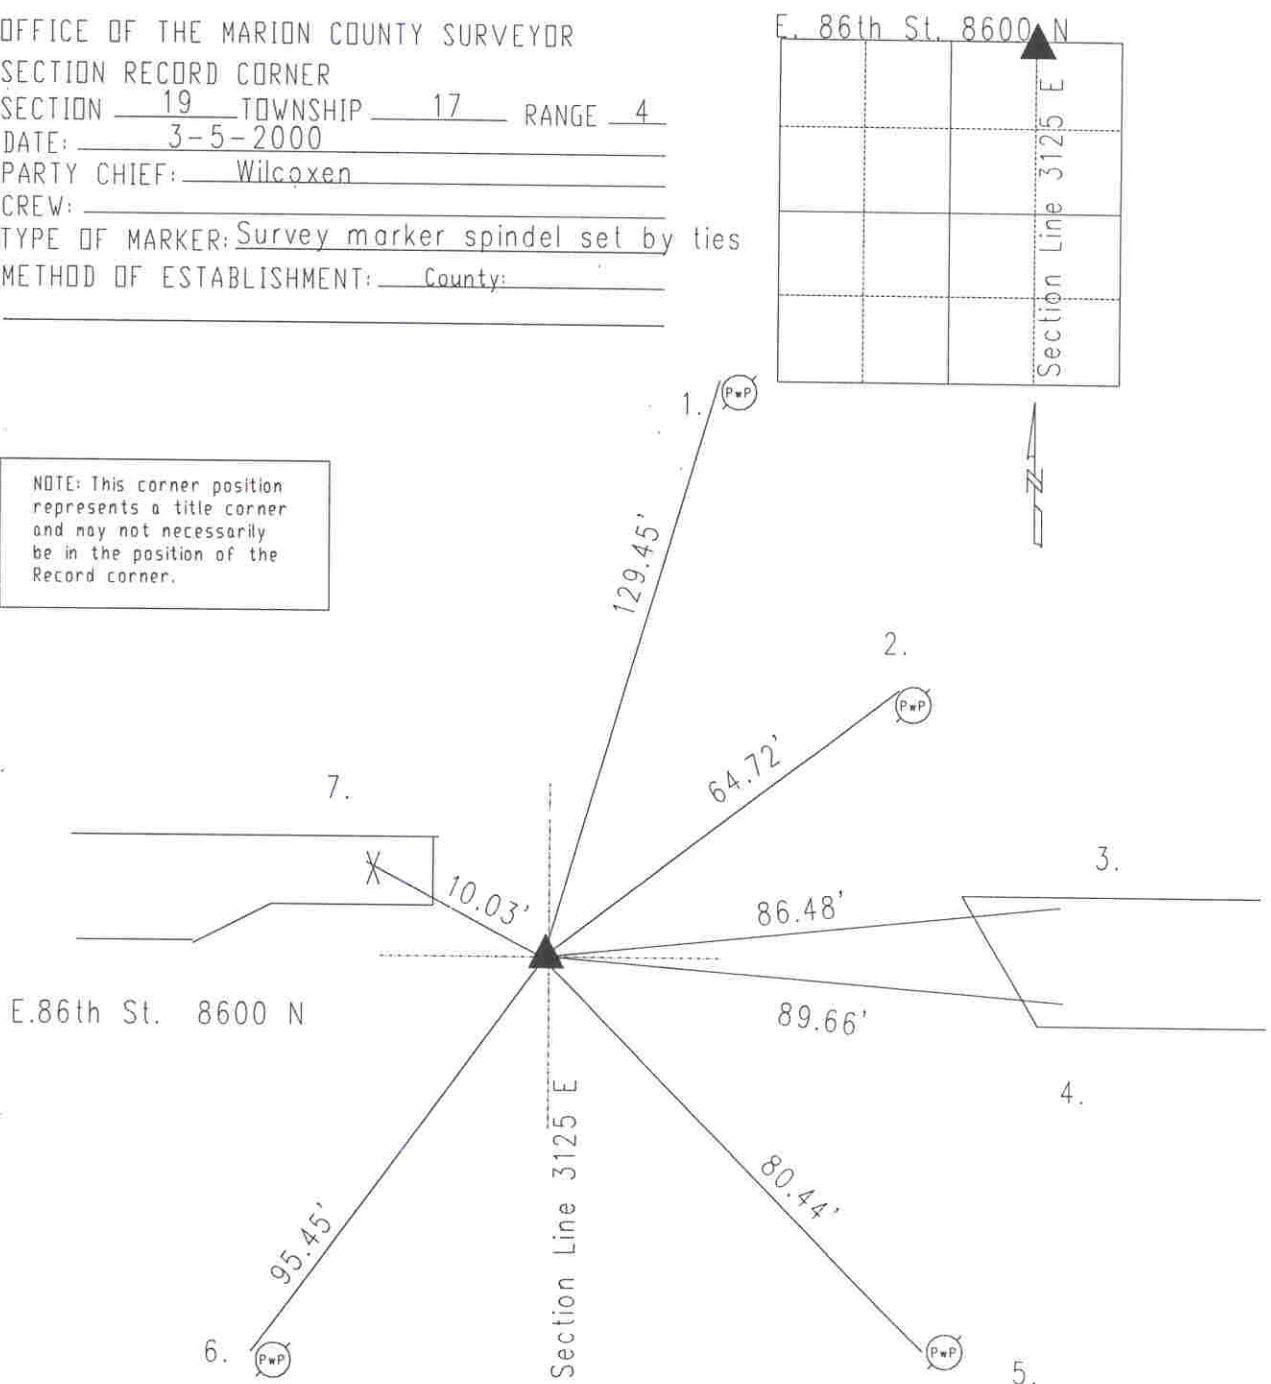 OFFICE OF THE MARION COUNTY SURVEYOR
SECTION RECORD CORNER
SECTION 19 TOWNSHIP 17 RANGE 4
DATE: 3-5-2000
PARTY CHIEF: Wilcoxen
CREW:
TYPE OF MARKER: Survey marker spindel set by ties
METHOD OF ESTABLISHMENT: County:
E. 86th St. 8600 N
Section Line 3125 E
N
NOTE: This corner position
represents a title corner
and may not necessarily
be in the position of the
Record corner.
1.
PwP
129.45'
2.
PwP
64.72'
7.
10.03'
3.
86.48'
89.66'
4.
E.86th St. 8600 N
Section Line 3125 E
80.44'
95.45'
6.
PwP
PwP
5.